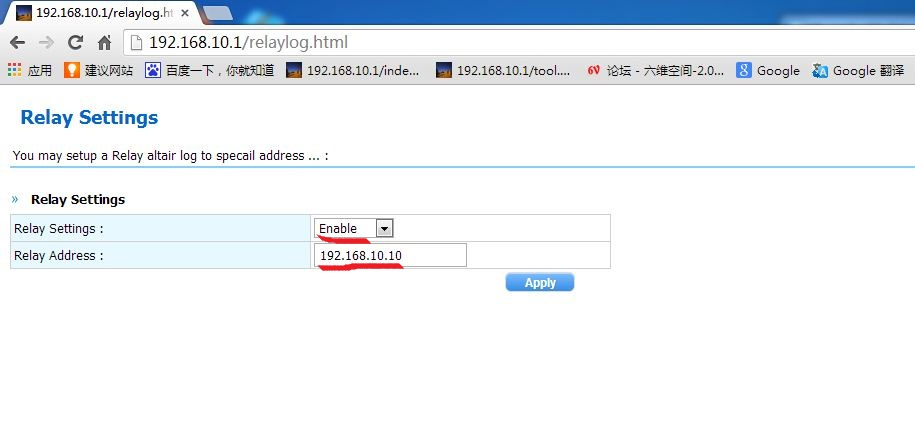 192.168.10.1/relaylog.ht
192.168.10.1/relaylog.html
应用 建议网站 百度一下，你就知道 192.168.10.1/inde... 192.168.10.1/tool.... 6V 论坛 - 六维空间-2.0... Google Google 翻译
Relay Settings
You may setup a Relay altair log to specail address ... :
» Relay Settings
Relay Settings : Enable
Relay Address : 192.168.10.10
Apply